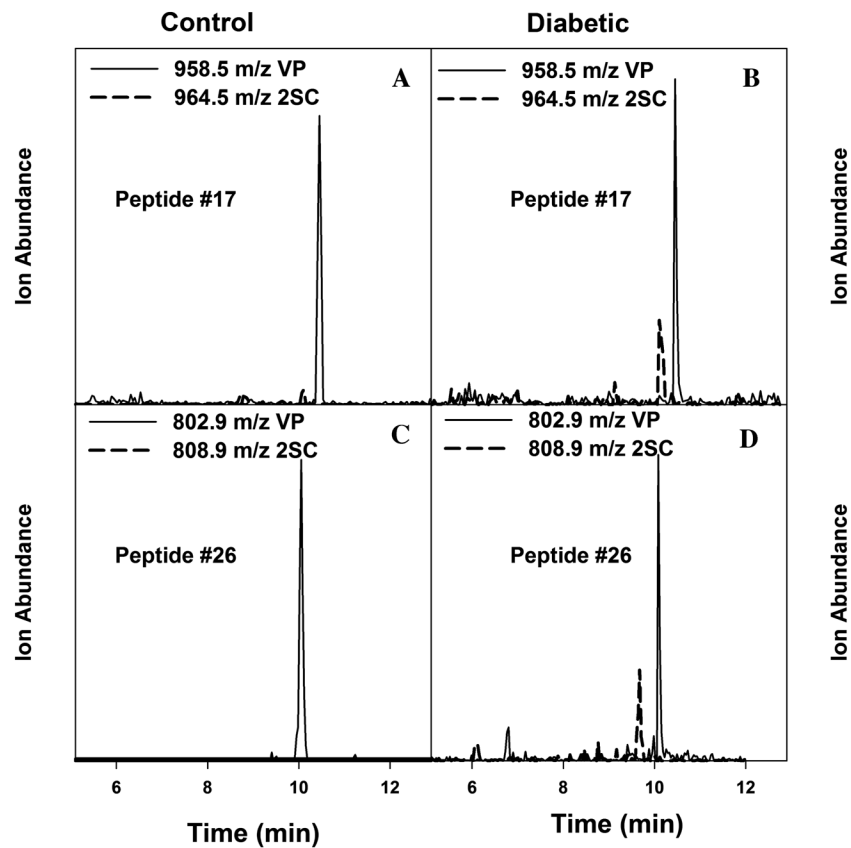 Control
Diabetic
958.5 m/z VP
964.5 m/z 2SC
A
Peptide #17
Ion Abundance
958.5 m/z VP
964.5 m/z 2SC
B
Peptide #17
Ion Abundance
802.9 m/z VP
808.9 m/z 2SC
C
Peptide #26
Ion Abundance
802.9 m/z VP
808.9 m/z 2SC
D
Peptide #26
Ion Abundance
6 8 10 12
6 8 10 12
Time (min)
Time (min)